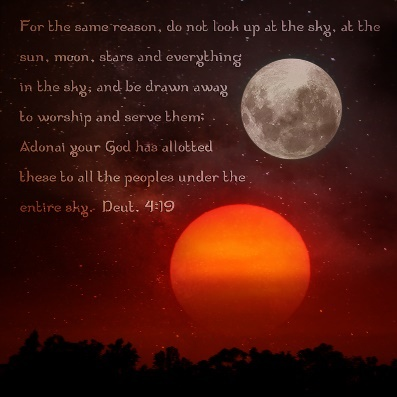 For the same reason, do not look up at the sky, at the
sun, moon, stars and everything
in the sky, and be drawn away
to worship and serve them;
Adonai your God has allotted
these to all the peoples under the
entire sky. Deut. 4:19